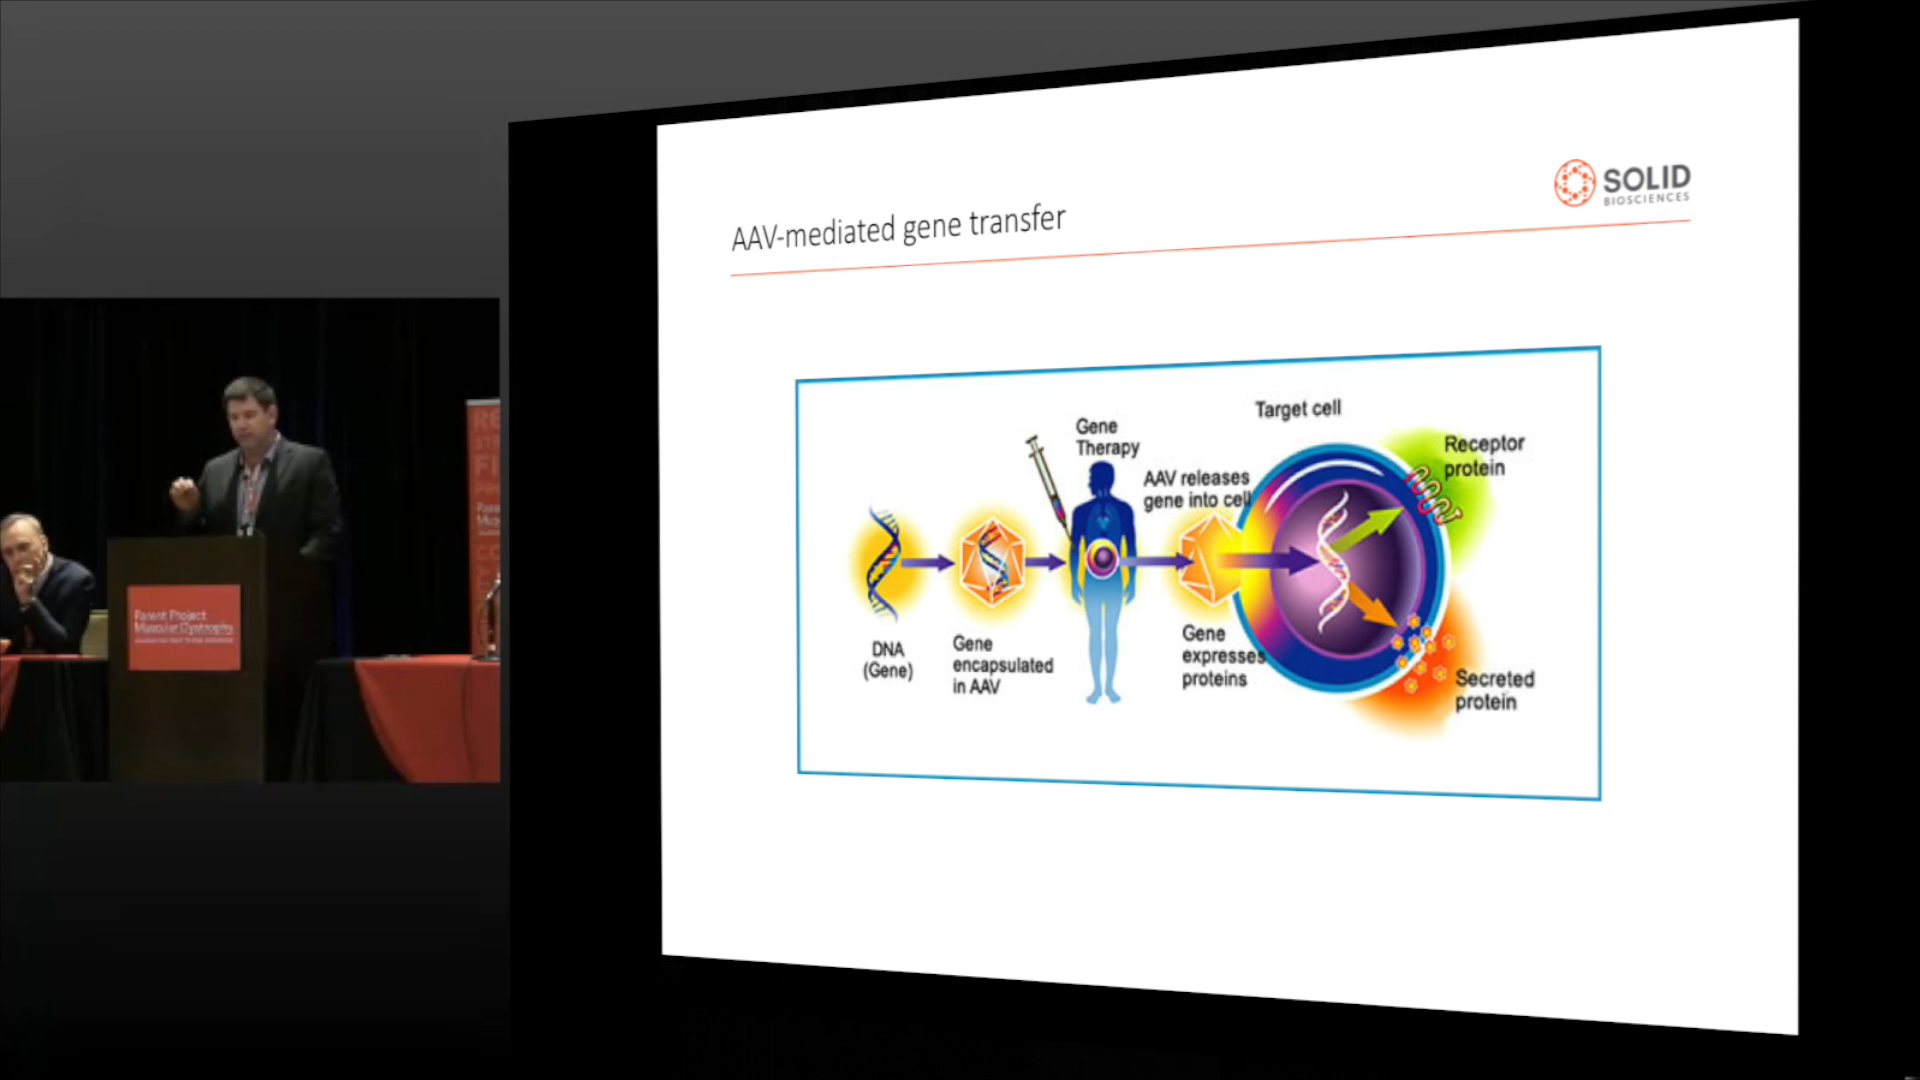 SOLID
BIOSCIENCES
AAV-mediated gene transfer
Target cell
Gene
Therapy
Receptor
protein
AAV releases
gene into cell
DNA
(Gene)
Gene
encapsulated
in AAV
Gene
expresses
proteins
Secreted
protein
Parent Project
Muscular Dystrophy